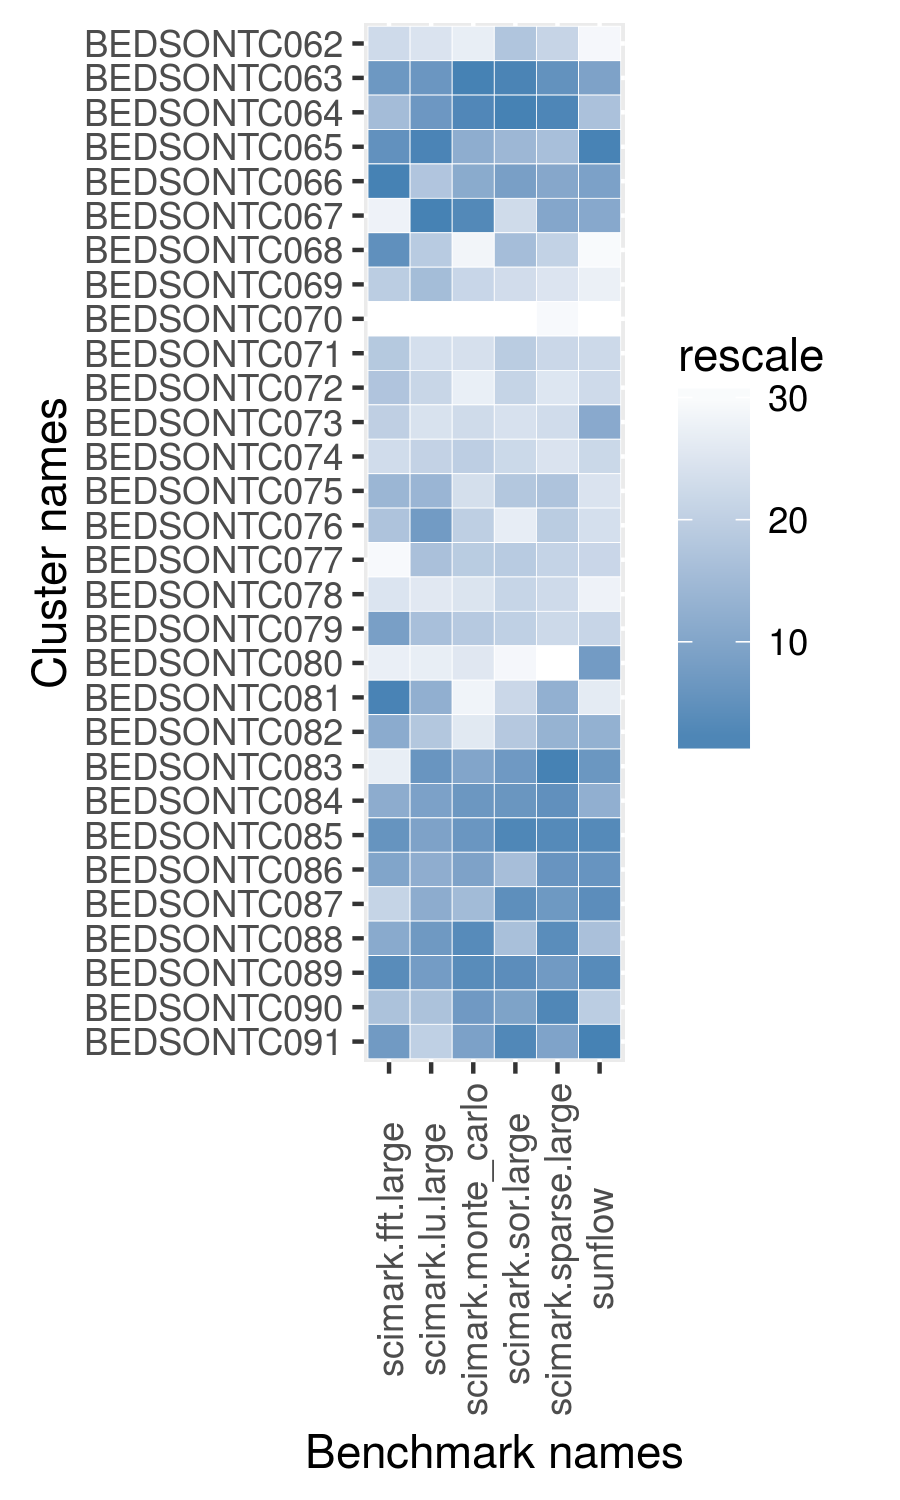 BEDSONTC062
BEDSONTC063
BEDSONTC064
BEDSONTC065
BEDSONTC066
BEDSONTC067
BEDSONTC068
BEDSONTC069
BEDSONTC070
BEDSONTC071
BEDSONTC072
BEDSONTC073
BEDSONTC074
BEDSONTC075
BEDSONTC076
BEDSONTC077
BEDSONTC078
BEDSONTC079
BEDSONTC080
BEDSONTC081
BEDSONTC082
BEDSONTC083
BEDSONTC084
BEDSONTC085
BEDSONTC086
BEDSONTC087
BEDSONTC088
BEDSONTC089
BEDSONTC090
BEDSONTC091
Cluster names
scimark.fft.large
scimark.lu.large
scimark.monte_carlo
scimark.sor.large
scimark.sparse.large
sunflow
Benchmark names
rescale
30
20
10